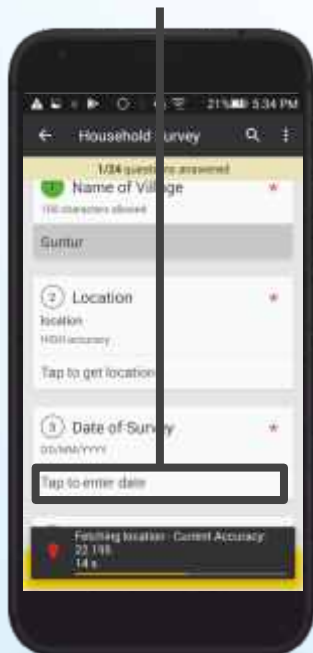 21% 5:34 PM
Household Survey
1/24 questions answered
1 Name of Village *
100 characters allowed
Guntur
2 Location *
location
HIGH accuracy
Tap to get location
3 Date of Survey *
DD/MM/YYYY
Tap to enter date
Fetching location : Current Accuracy:
22.198
14 s